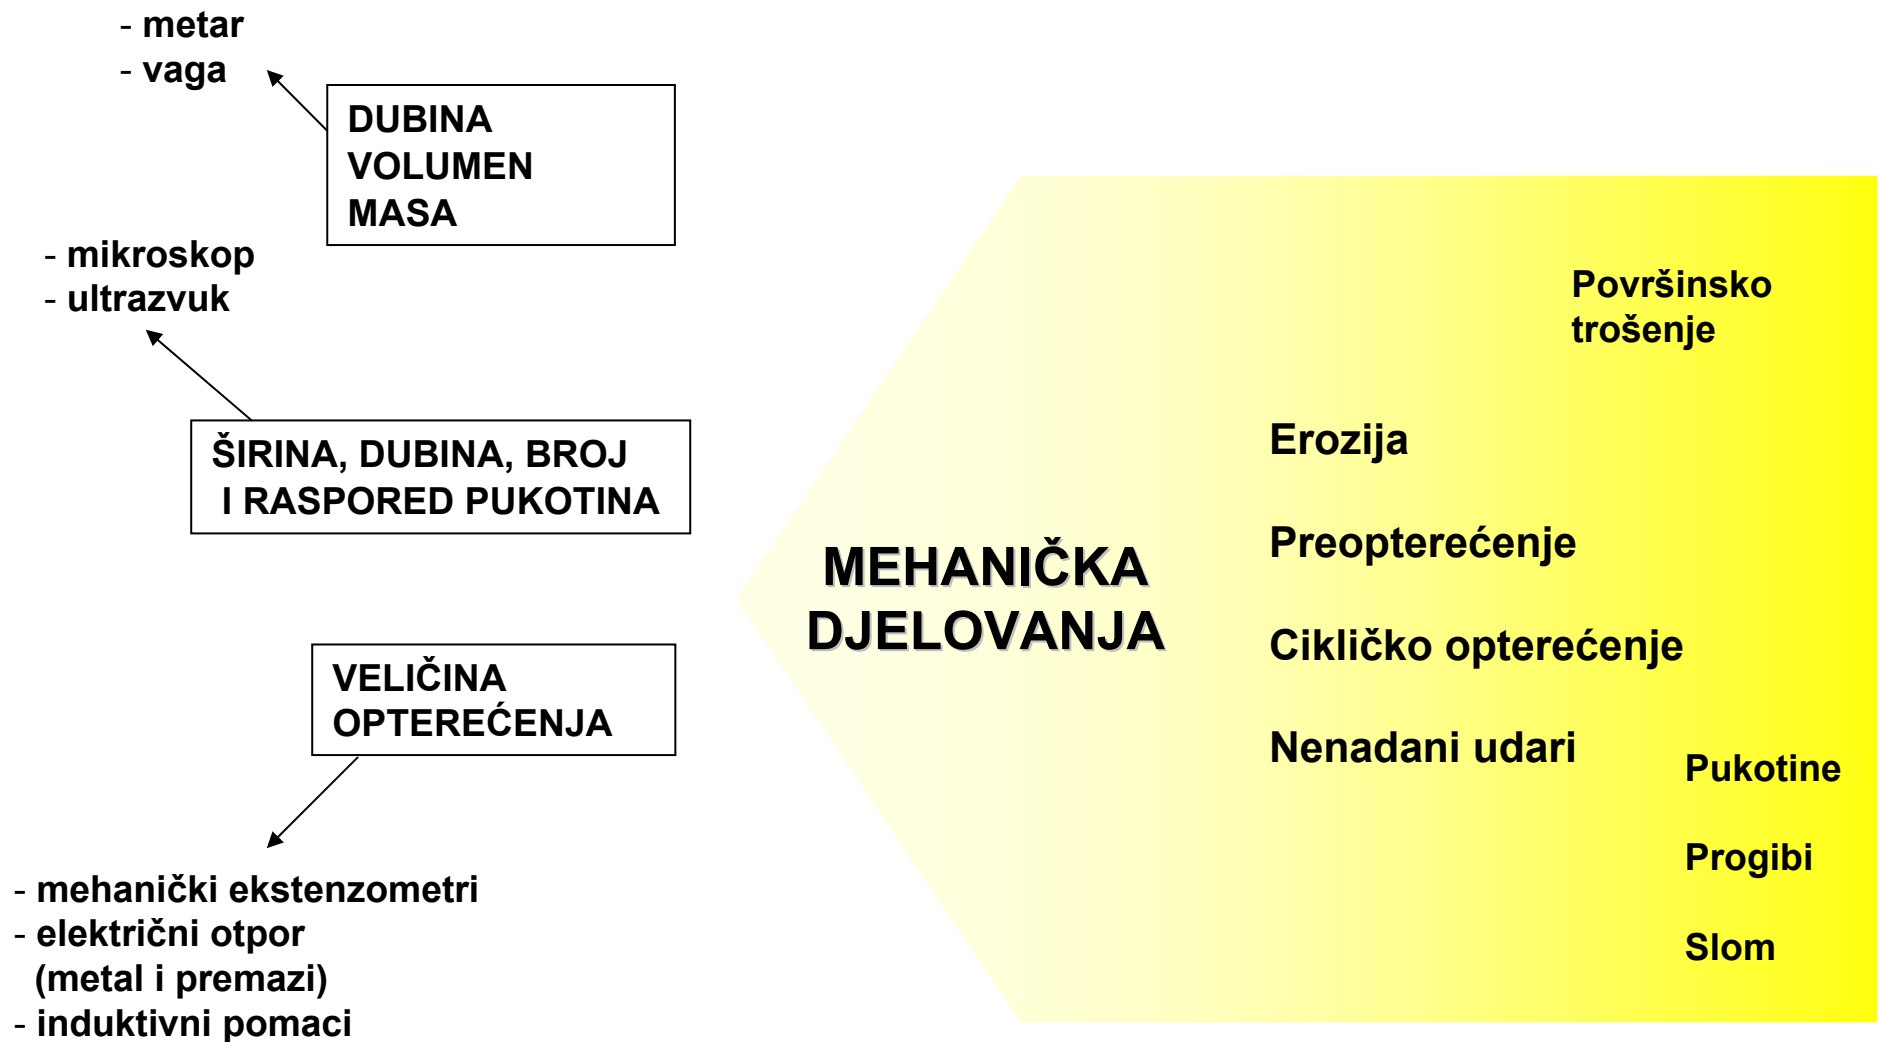 - metar
- vaga
DUBINA
VOLUMEN
MASA
- mikroskop
- ultrazvuk
ŠIRINA, DUBINA, BROJ
I RASPORED PUKOTINA
VELIČINA
OPTEREĆENJA
- mehanički ekstenzometri
- električni otpor
(metal i premazi)
- induktivni pomaci
MEHANIČKA
DJELOVANJA
Površinsko
trošenje
Erozija
Preopterećenje
Cikličko opterećenje
Nenadani udari
Pukotine
Progibi
Slom